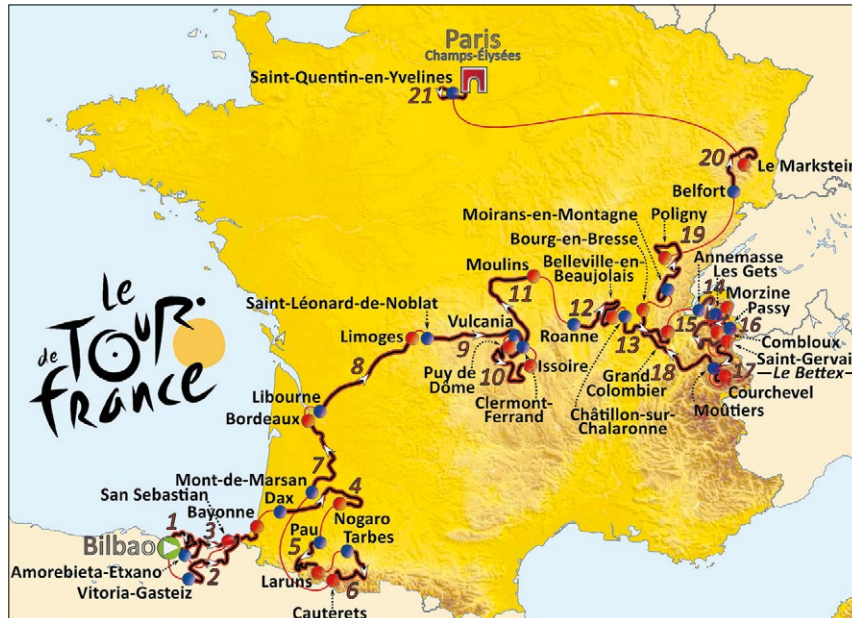 Paris
Champs-Élysées
Saint-Quentin-en-Yvelines
21
20
Le Markstein
Belfort
Moirans-en-Montagne
Poligny
19
Bourg-en-Bresse
Annemasse
Belleville-en-
Beaujolais
Les Gets
Moulins
14
Morzine
11
12
Passy
Le
TOUR
de
FRANCE
Saint-Léonard-de-Noblat
Limoges
Vulcania
Roanne
15
16
Combloux
9
13
8
Puy de
Dôme
10
Issoire
Grand
Colombier
18
Saint-Gervai
—Le Bettex—
17
Courchevel
Clermont-
Ferrand
Châtillon-sur-
Chalaronne
Moûtiers
Libourne
Bordeaux
7
Mont-de-Marsan
4
San Sebastian
Dax
Bayonne
Nogaro
1
3
Pau
Tarbes
Bilbao
5
Amorebieta-Etxano
2
Laruns
6
Vitoria-Gasteiz
Cauterets